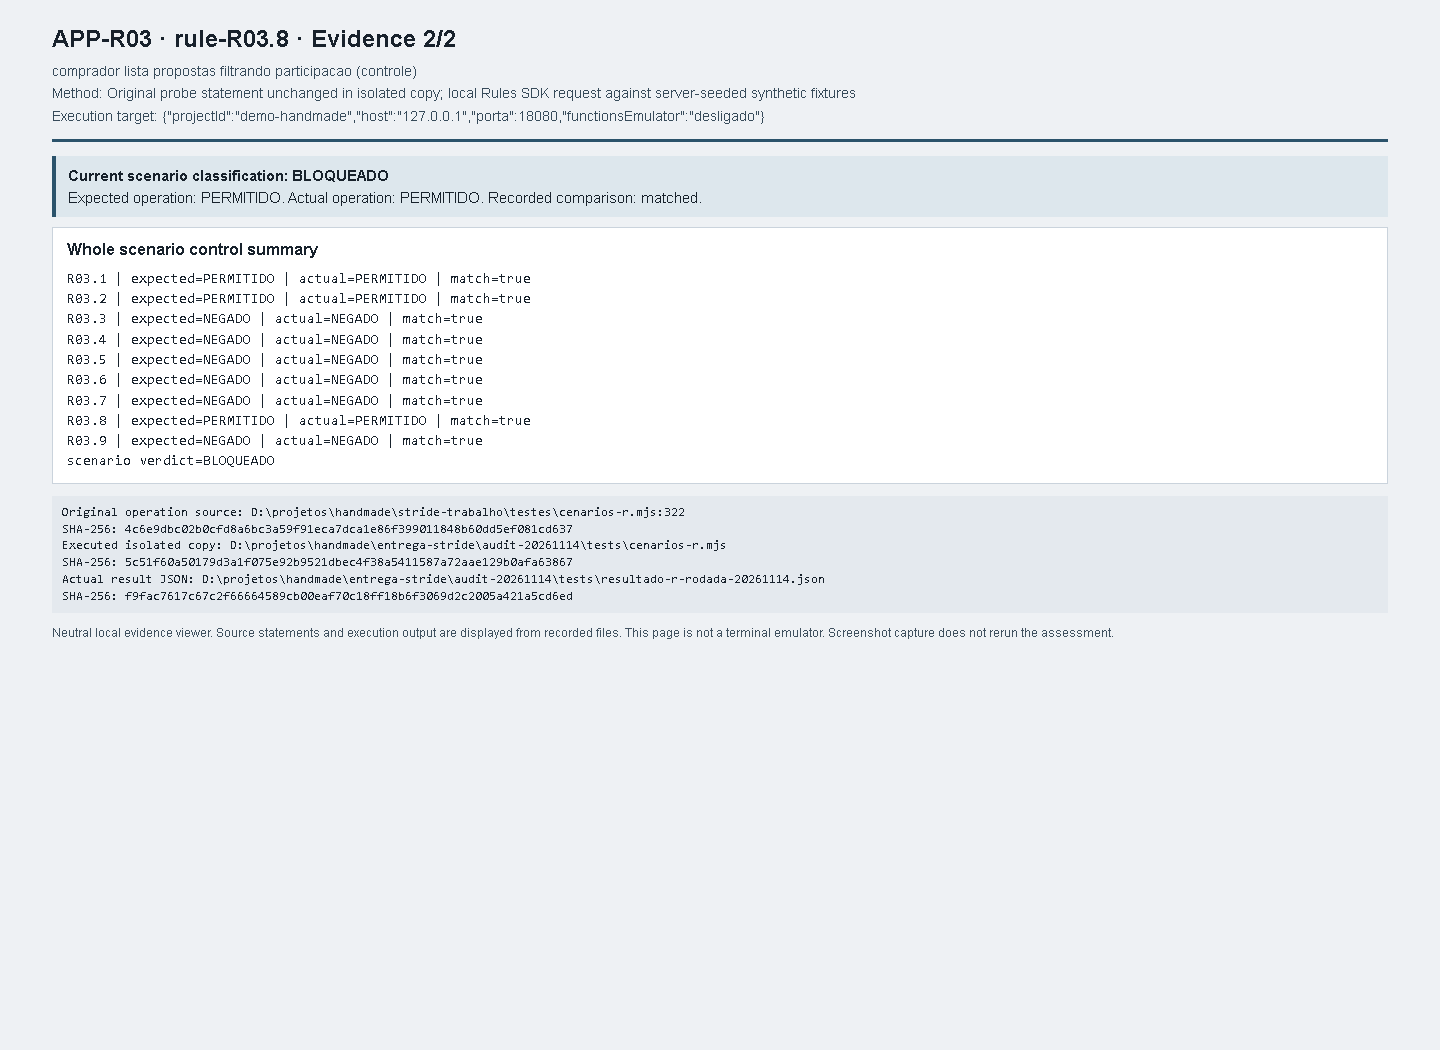 APP-R03 · rule-R03.8 · Evidence 2/2
comprador lista propostas filtrando participacao (controle)
Method: Original probe statement unchanged in isolated copy; local Rules SDK request against server-seeded synthetic fixtures
Execution target: {"projectId":"demo-handmade","host":"127.0.0.1","porta":18080,"functionsEmulator":"desligado"}
Current scenario classification: BLOQUEADO
Expected operation: PERMITIDO. Actual operation: PERMITIDO. Recorded comparison: matched.
Whole scenario control summary
R03.1 | expected=PERMITIDO | actual=PERMITIDO | match=true
R03.2 | expected=PERMITIDO | actual=PERMITIDO | match=true
R03.3 | expected=NEGADO | actual=NEGADO | match=true
R03.4 | expected=NEGADO | actual=NEGADO | match=true
R03.5 | expected=NEGADO | actual=NEGADO | match=true
R03.6 | expected=NEGADO | actual=NEGADO | match=true
R03.7 | expected=NEGADO | actual=NEGADO | match=true
R03.8 | expected=PERMITIDO | actual=PERMITIDO | match=true
R03.9 | expected=NEGADO | actual=NEGADO | match=true
scenario verdict=BLOQUEADO
Original operation source: D:\projetos\handmade\stride-trabalho\testes\cenarios-r.mjs:322
SHA-256: 4c6e9dbc02b0cfd8a6bc3a59f91eca7dca1e86f399011848b60dd5ef081cd637
Executed isolated copy: D:\projetos\handmade\entrega-stride\audit-20261114\tests\cenarios-r.mjs
SHA-256: 5c51f60a50179d3a1f075e92b9521dbec4f38a5411587a72aae129b0afa63867
Actual result JSON: D:\projetos\handmade\entrega-stride\audit-20261114\tests\resultado-r-rodada-20261114.json
SHA-256: f9fac7617c67c2f66664589cb00eaf70c18ff18b6f3069d2c2005a421a5cd6ed
Neutral local evidence viewer. Source statements and execution output are displayed from recorded files. This page is not a terminal emulator. Screenshot capture does not rerun the assessment.